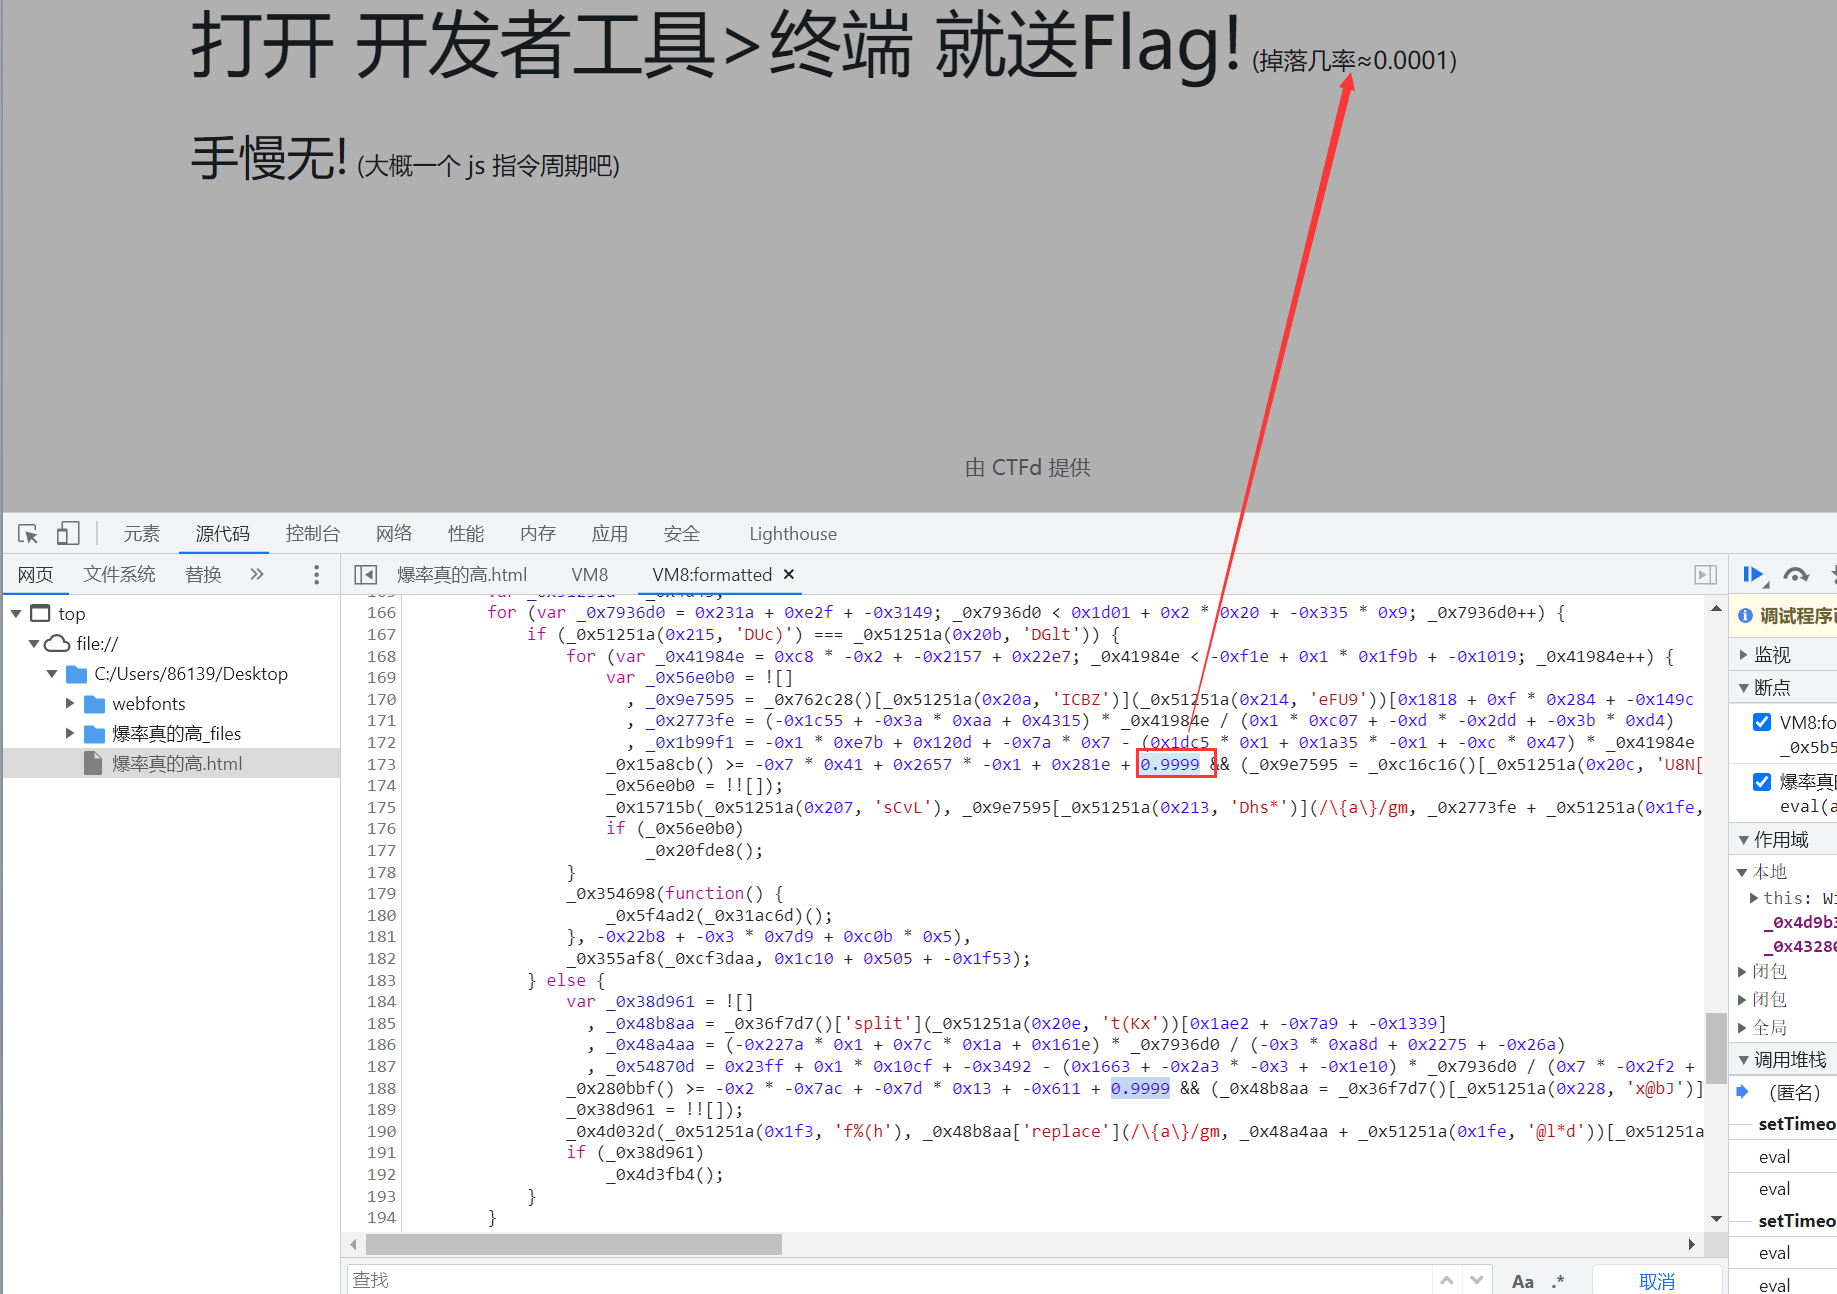 打开 开发者工具>终端 就送Flag! (掉落几率≈0.0001)
手慢无! (大概一个 js 指令周期吧)
由 CTFd 提供
元素 源代码 控制台 网络 性能 内存 应用 安全 Lighthouse
网页 文件系统 替换 » 爆率真的高.html VM8 VM8:formatted ×
top
file://
C:/Users/86139/Desktop
webfonts
爆率真的高_files
爆率真的高.html
166 for (var _0x7936d0 = 0x231a + 0xe2f + -0x3149; _0x7936d0 < 0x1d01 + 0x2 * 0x20 + -0x335 * 0x9; _0x7936d0++) {
167 if (_0x51251a(0x215, 'DUc)') === _0x51251a(0x20b, 'DGlt')) {
168 for (var _0x41984e = 0xc8 * -0x2 + -0x2157 + 0x22e7; _0x41984e < -0xf1e + 0x1 * 0x1f9b + -0x1019; _0x41984e++) {
169 var _0x56e0b0 = ![]
170 , _0x9e7595 = _0x762c28()[_0x51251a(0x20a, 'ICBZ')](_0x51251a(0x214, 'eFU9'))[0x1818 + 0xf * 0x284 + -0x149c
171 , _0x2773fe = (-0x1c55 + -0x3a * 0xaa + 0x4315) * _0x41984e / (0x1 * 0xc07 + -0xd * -0x2dd + -0x3b * 0xd4)
172 , _0x1b99f1 = -0x1 * 0xe7b + 0x120d + -0x7a * 0x7 - (0x1dc5 * 0x1 + 0x1a35 * -0x1 + -0xc * 0x47) * _0x41984e
173 _0x15a8cb() >= -0x7 * 0x41 + 0x2657 * -0x1 + 0x281e + 0.9999 && (_0x9e7595 = _0xc16c16()[_0x51251a(0x20c, 'U8N[
174 _0x56e0b0 = !![]);
175 _0x15715b(_0x51251a(0x207, 'sCvL'), _0x9e7595[_0x51251a(0x213, 'Dhs*')](/\{a\}/gm, _0x2773fe + _0x51251a(0x1fe,
176 if (_0x56e0b0)
177 _0x20fde8();
178 }
179 _0x354698(function() {
180 _0x5f4ad2(_0x31ac6d)();
181 }, -0x22b8 + -0x3 * 0x7d9 + 0xc0b * 0x5),
182 _0x355af8(_0xcf3daa, 0x1c10 + 0x505 + -0x1f53);
183 } else {
184 var _0x38d961 = ![]
185 , _0x48b8aa = _0x36f7d7()['split'](_0x51251a(0x20e, 't(Kx'))[0x1ae2 + -0x7a9 + -0x1339]
186 , _0x48a4aa = (-0x227a * 0x1 + 0x7c * 0x1a + 0x161e) * _0x7936d0 / (-0x3 * 0xa8d + 0x2275 + -0x26a)
187 , _0x54870d = 0x23ff + 0x1 * 0x10cf + -0x3492 - (0x1663 + -0x2a3 * -0x3 + -0x1e10) * _0x7936d0 / (0x7 * -0x2f2 +
188 _0x280bbf() >= -0x2 * -0x7ac + -0x7d * 0x13 + -0x611 + 0.9999 && (_0x48b8aa = _0x36f7d7()[_0x51251a(0x228, 'x@bJ')]
189 _0x38d961 = !![]);
190 _0x4d032d(_0x51251a(0x1f3, 'f%(h'), _0x48b8aa['replace'](/\{a\}/gm, _0x48a4aa + _0x51251a(0x1fe, '@l*d'))[_0x51251a
191 if (_0x38d961)
192 _0x4d3fb4();
193 }
194 }
查找 Aa .* 取消
调试程序
监视
断点
VM8:fo
_0x5b5
爆率真
eval(a
作用域
本地
this: Wi
_0x4d9b3
_0x4328
闭包
闭包
全局
调用堆栈
(匿名)
setTimeo
eval
eval
setTimeo
eval
eval